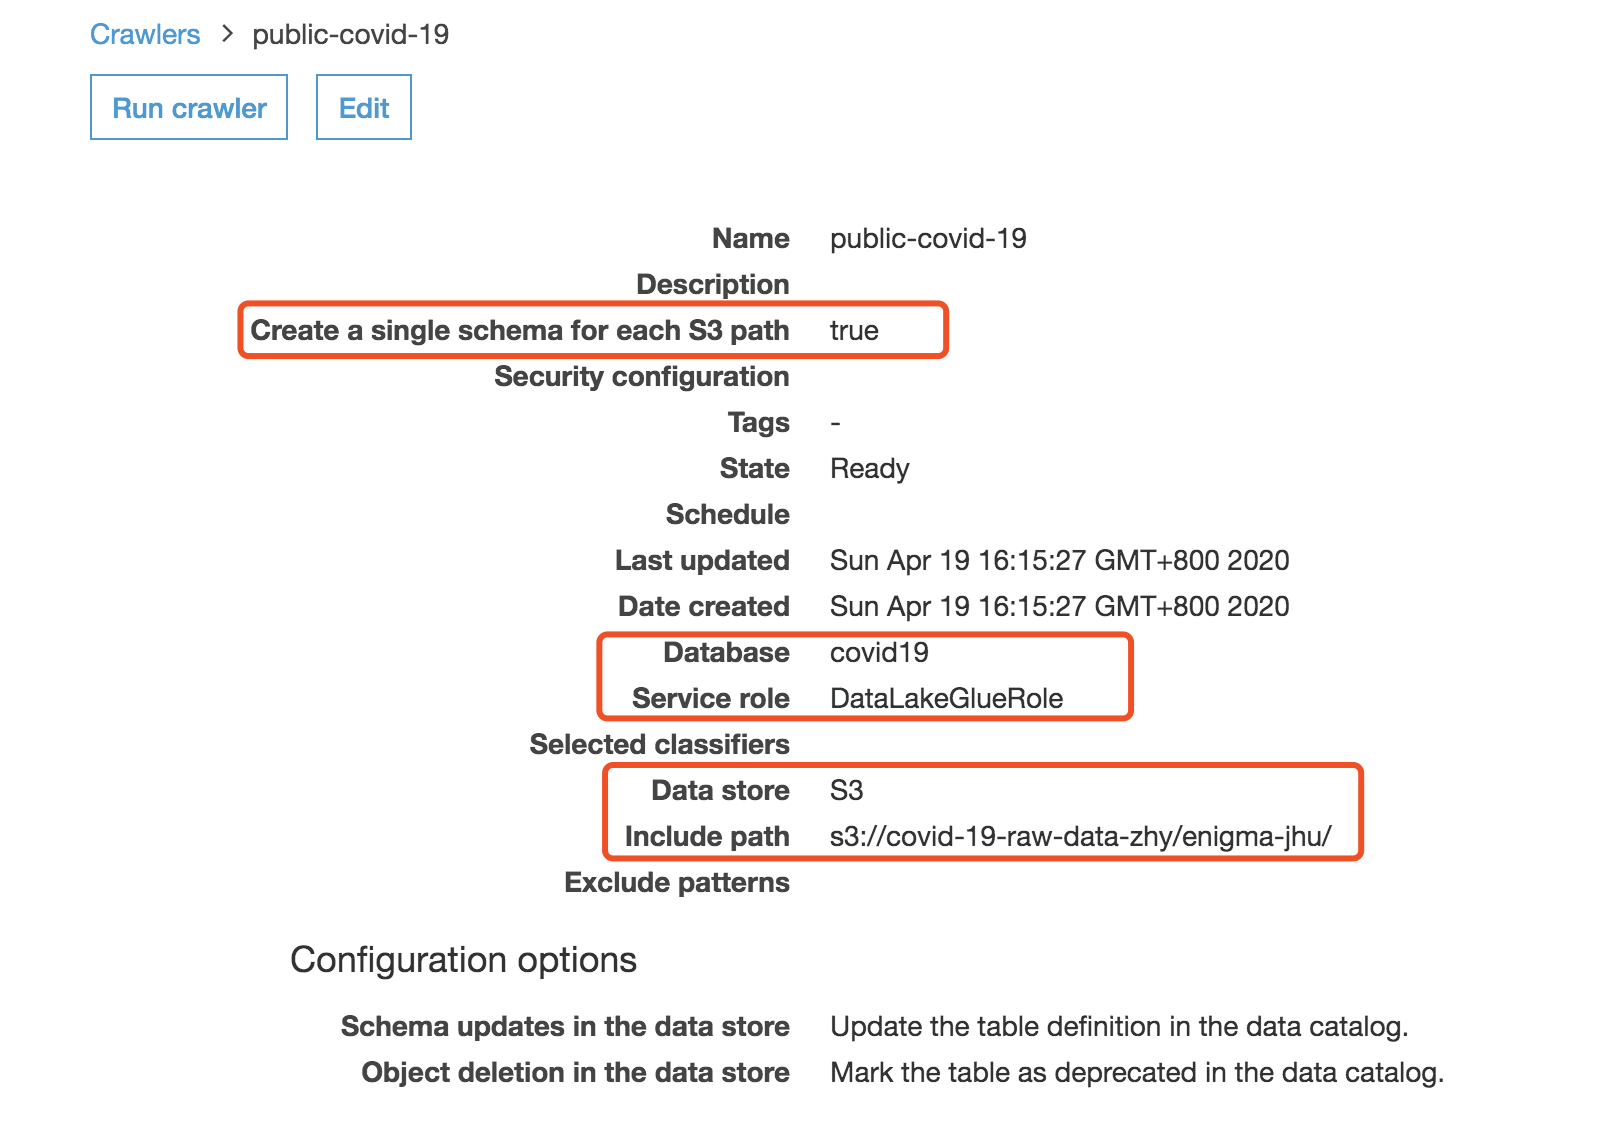 Crawlers > public-covid-19
Run crawler Edit
Name public-covid-19
Description
Create a single schema for each S3 path true
Security configuration
Tags -
State Ready
Schedule
Last updated Sun Apr 19 16:15:27 GMT+800 2020
Date created Sun Apr 19 16:15:27 GMT+800 2020
Database covid19
Service role DataLakeGlueRole
Selected classifiers
Data store S3
Include path s3://covid-19-raw-data-zhy/enigma-jhu/
Exclude patterns
Configuration options
Schema updates in the data store Update the table definition in the data catalog.
Object deletion in the data store Mark the table as deprecated in the data catalog.